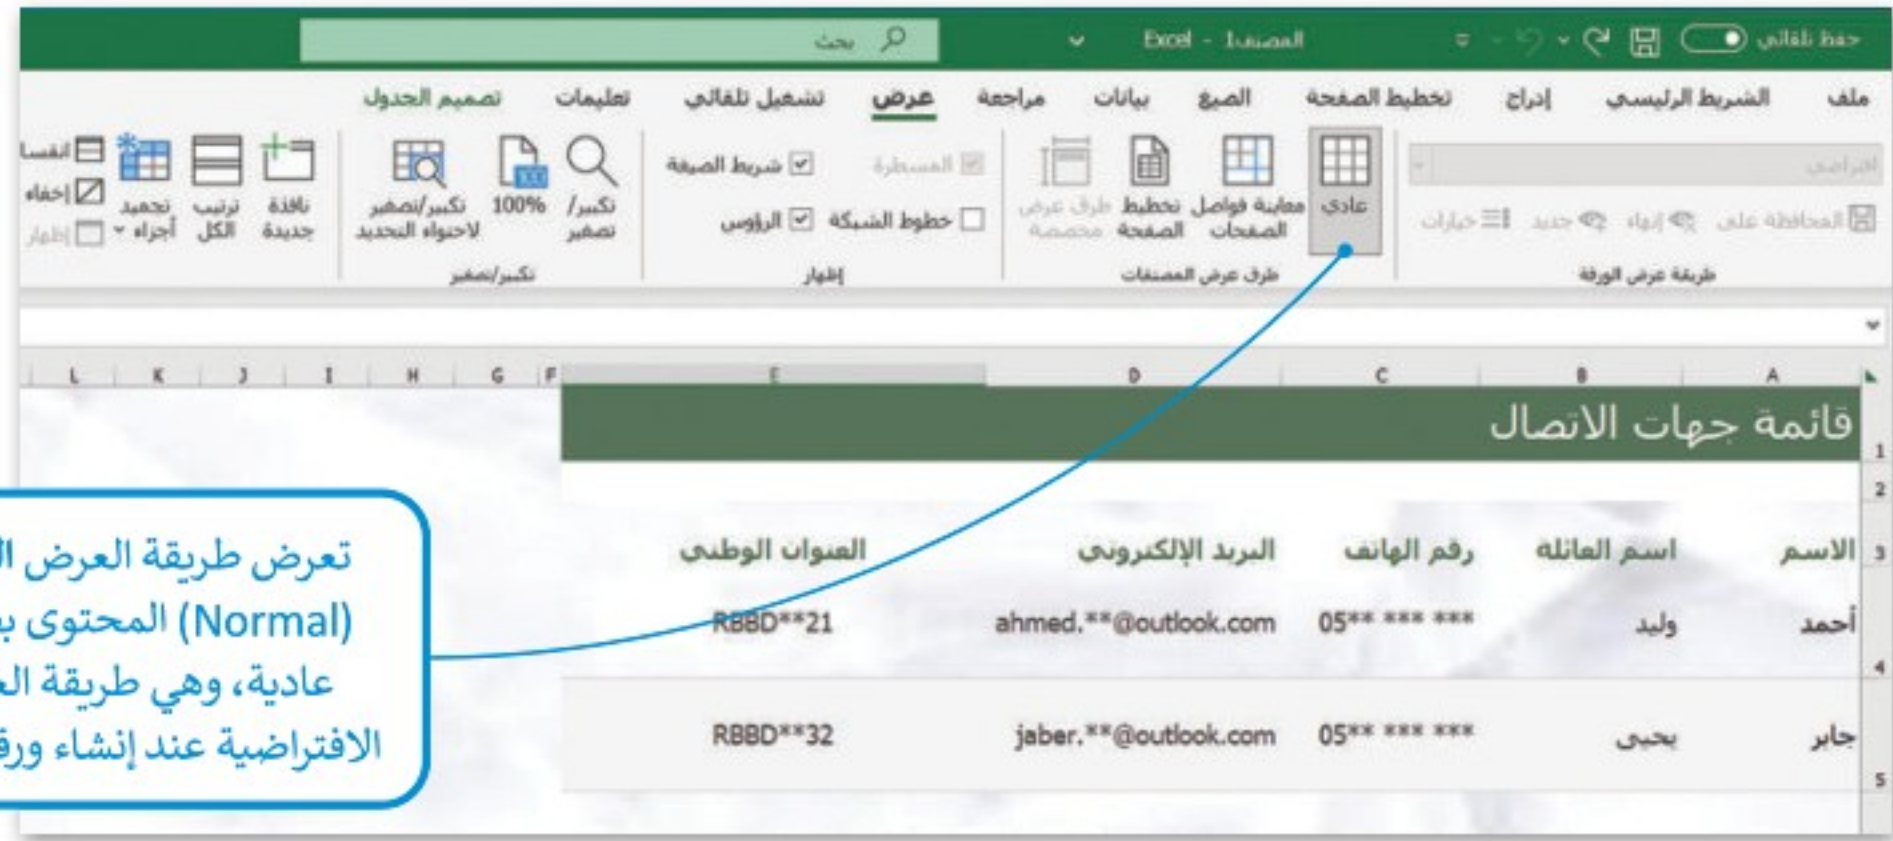 حفظ تلقائي
المصنف1 - Excel
بحث
ملف الشريط الرئيسي إدراج تخطيط الصفحة الصيغ بيانات مراجعة عرض تشغيل تلقائي تعليمات تصميم الجدول
افتراضي
المحافظة على إنهاء جديد خيارات
طريقة عرض الورقة
عادي
معاينة فواصل الصفحات
تخطيط الصفحة
طرق عرض مخصصة
طرق عرض المصنفات
المسطرة شريط الصيغة
خطوط الشبكة الرؤوس
إظهار
تكبير/ تصغير
100%
تكبير/تصغير لاحتواء التحديد
تكبير/تصغير
نافذة جديدة
ترتيب الكل
تجميد أجزاء
إخفاء
إظهار
A B C D E F G H I J K L
1 قائمة جهات الاتصال
2
3 الاسم اسم العائلة رقم الهاتف البريد الإلكتروني العنوان الوطني
4 أحمد وليد 05** *** *** ahmed.**@outlook.com RBBD**21
5 جابر يحيى 05** *** *** jaber.**@outlook.com RBBD**32
تعرض طريقة العرض
(Normal) المحتوى
عادية، وهي طريقة
الافتراضية عند إنشاء